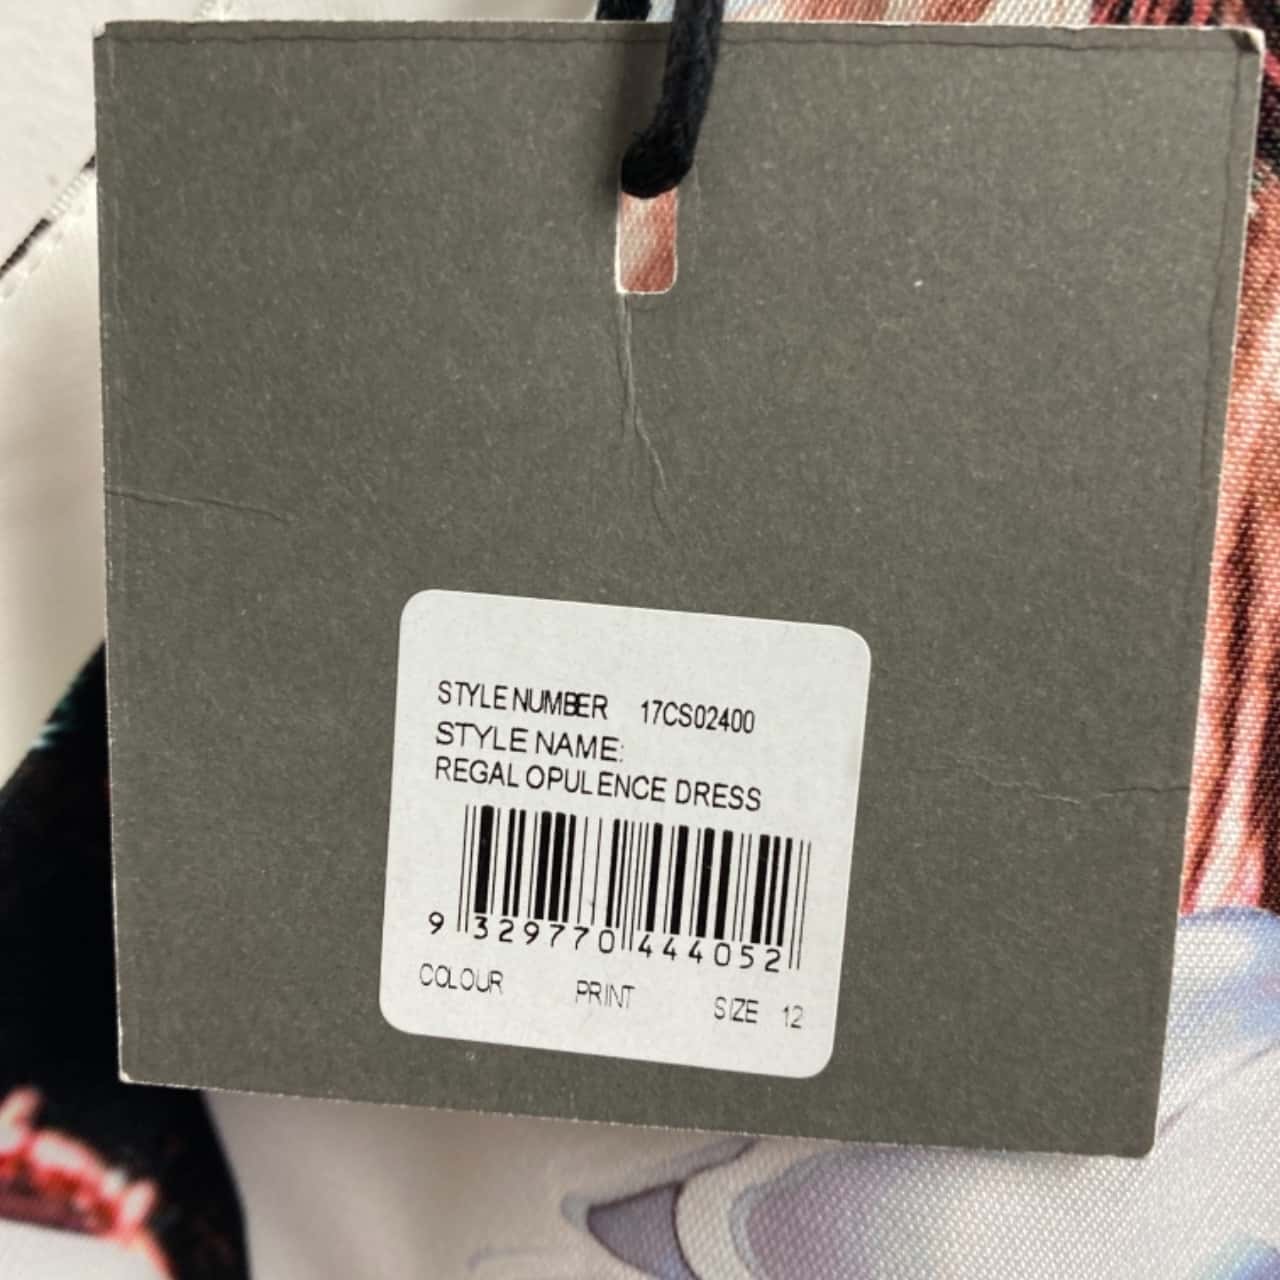 STYLE NUMBER 17CS02400
STYLE NAME:
REGAL OPULENCE DRESS
9 329770 444052
COLOUR PRINT SIZE 12